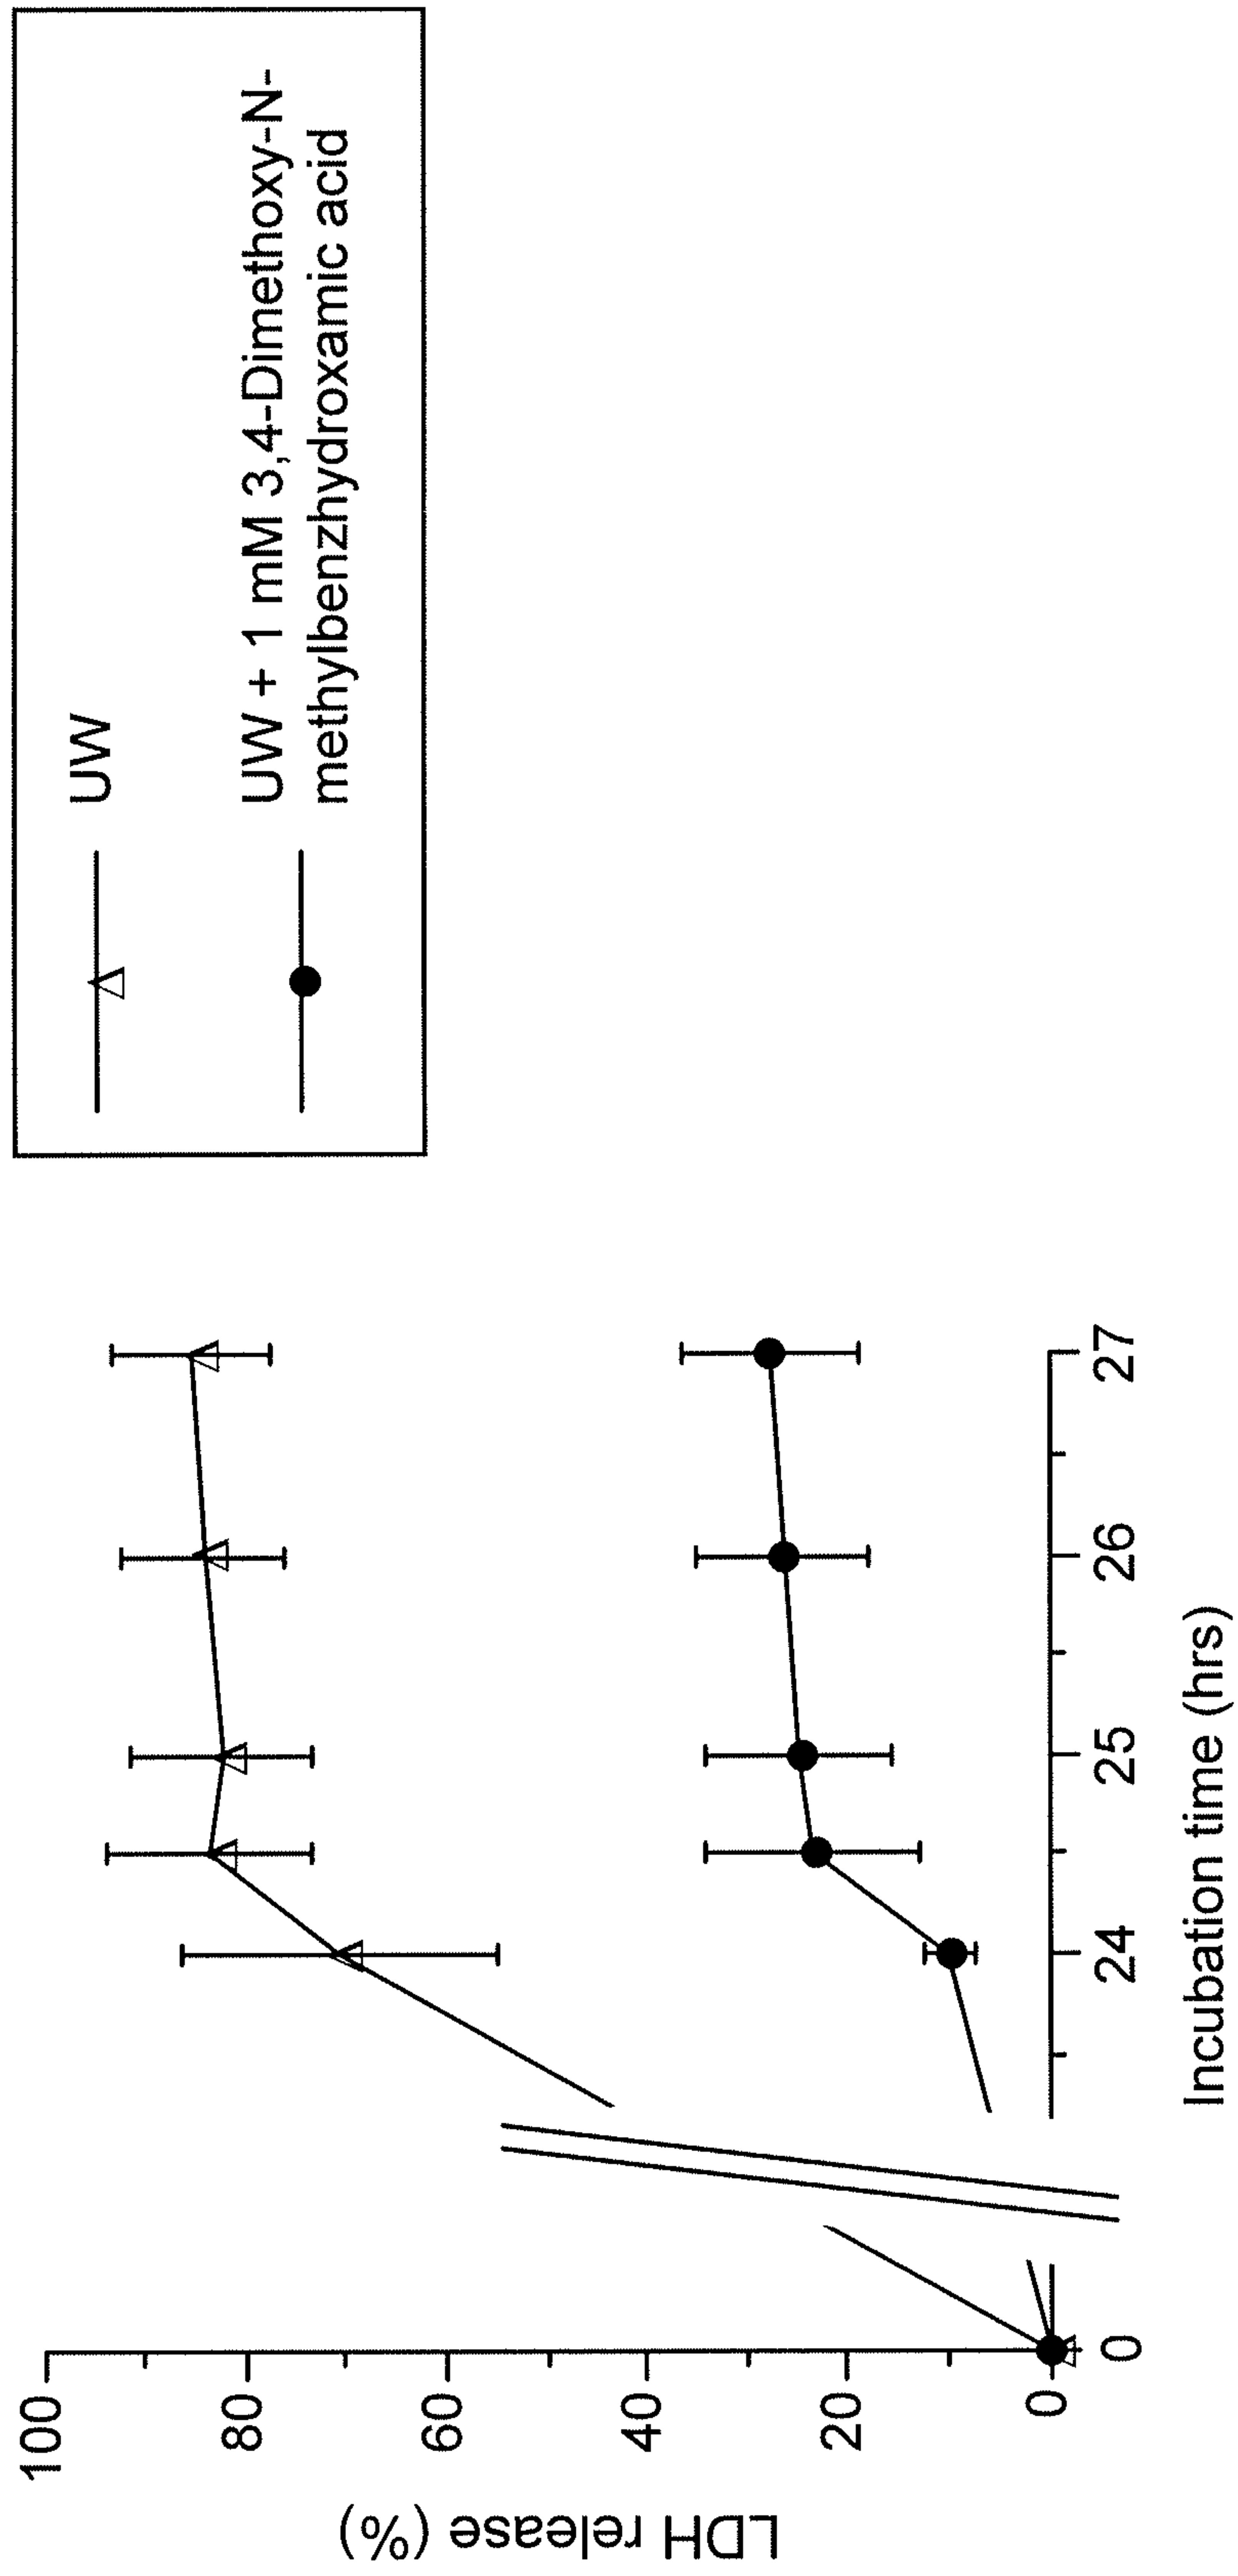 LDH release (%)
100
80
60
40
20
0
0
24
25
26
27
Incubation time (hrs)
UW
UW + 1 mM 3,4-Dimethoxy-N-
methylbenzhydroxamic acid